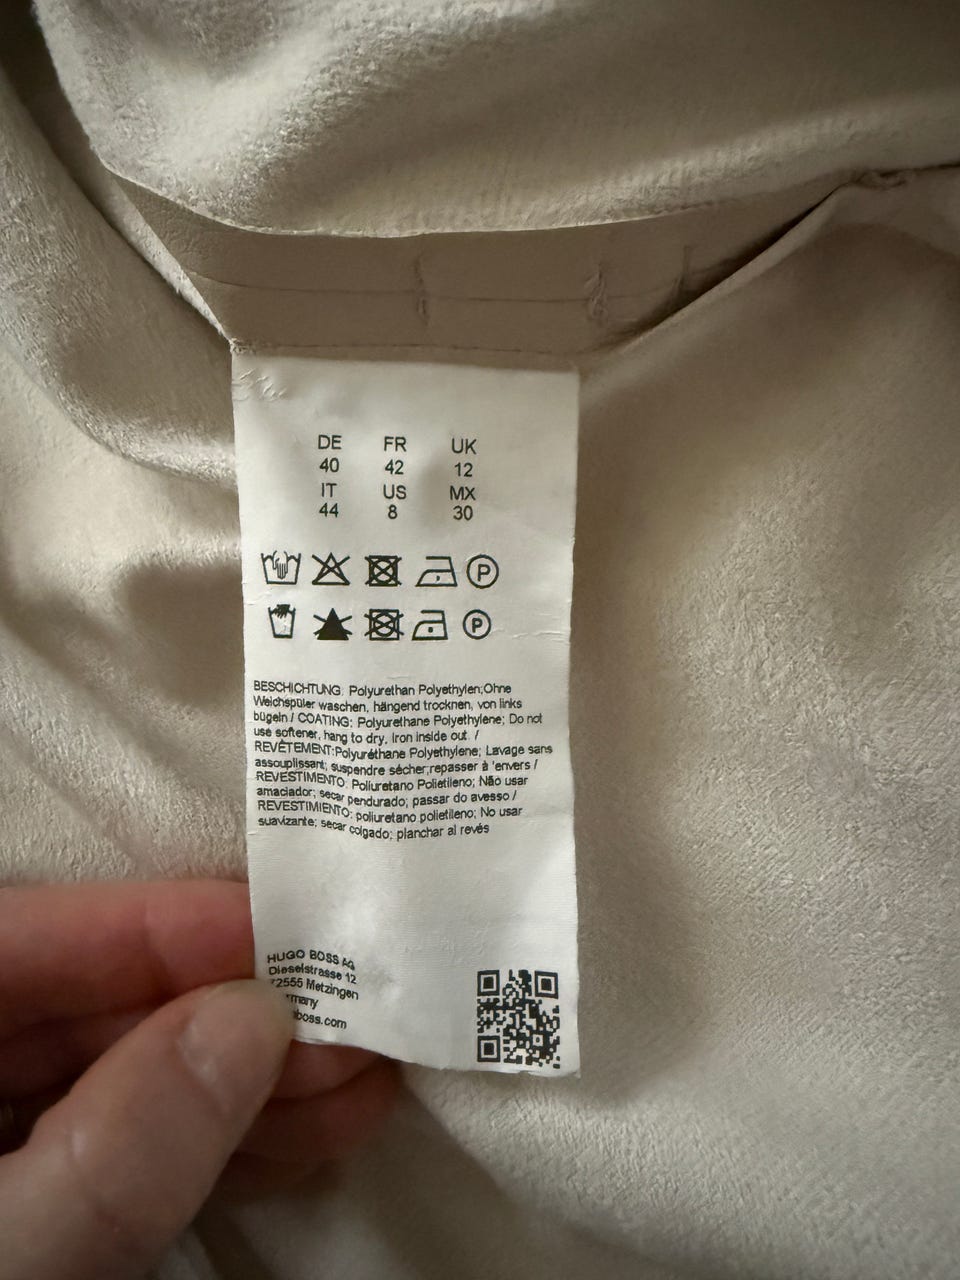 DE FR UK
40 42 12
IT US MX
44 8 30
P
P
BESCHICHTUNG: Polyurethan Polyethylen;Ohne
Weichspüler waschen, hängend trocknen, von links
bügeln / COATING: Polyurethane Polyethylene; Do not
use softener, hang to dry, Iron inside out. /
REVÊTEMENT:Polyuréthane Polyethylene; Lavage sans
assouplissant; suspendre sécher;repasser à 'envers /
REVESTIMENTO: Poliuretano Polietileno; Não usar
amaciador; secar pendurado; passar do avesso /
REVESTIMIENTO: poliuretano polietileno; No usar
suavizante; secar colgado; planchar al revés
HUGO BOSS AG
Dieselstrasse 12
72555 Metzingen
rmany
boss.com